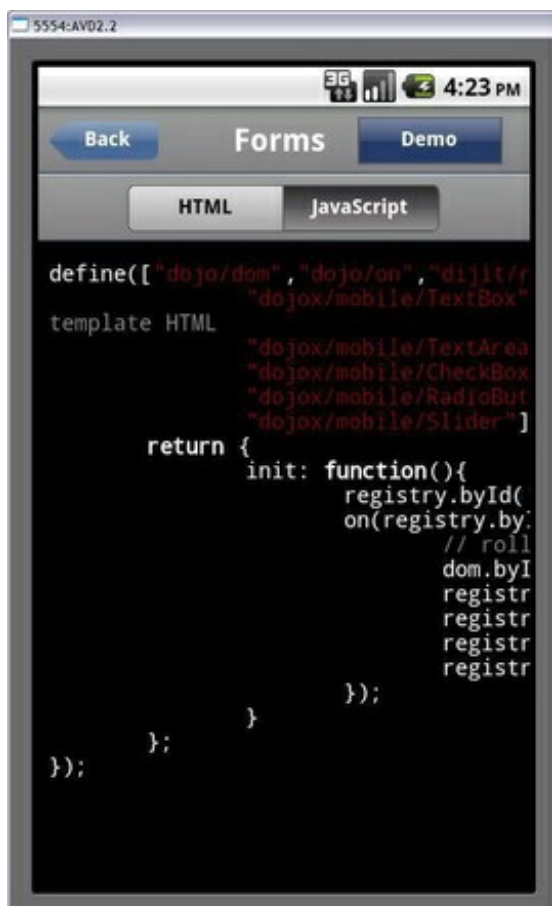 5554:AVD2.2
3G 4:23 PM
Back Forms Demo
HTML JavaScript
define(["dojo/dom","dojo/on","dijit/r
"dojox/mobile/TextBox"
template HTML
"dojox/mobile/TextArea
"dojox/mobile/CheckBox
"dojox/mobile/RadioBut
"dojox/mobile/Slider"]
return {
init: function(){
registry.byId(
on(registry.by
// roll
dom.byI
registr
registr
registr
registr
});
}
};
});